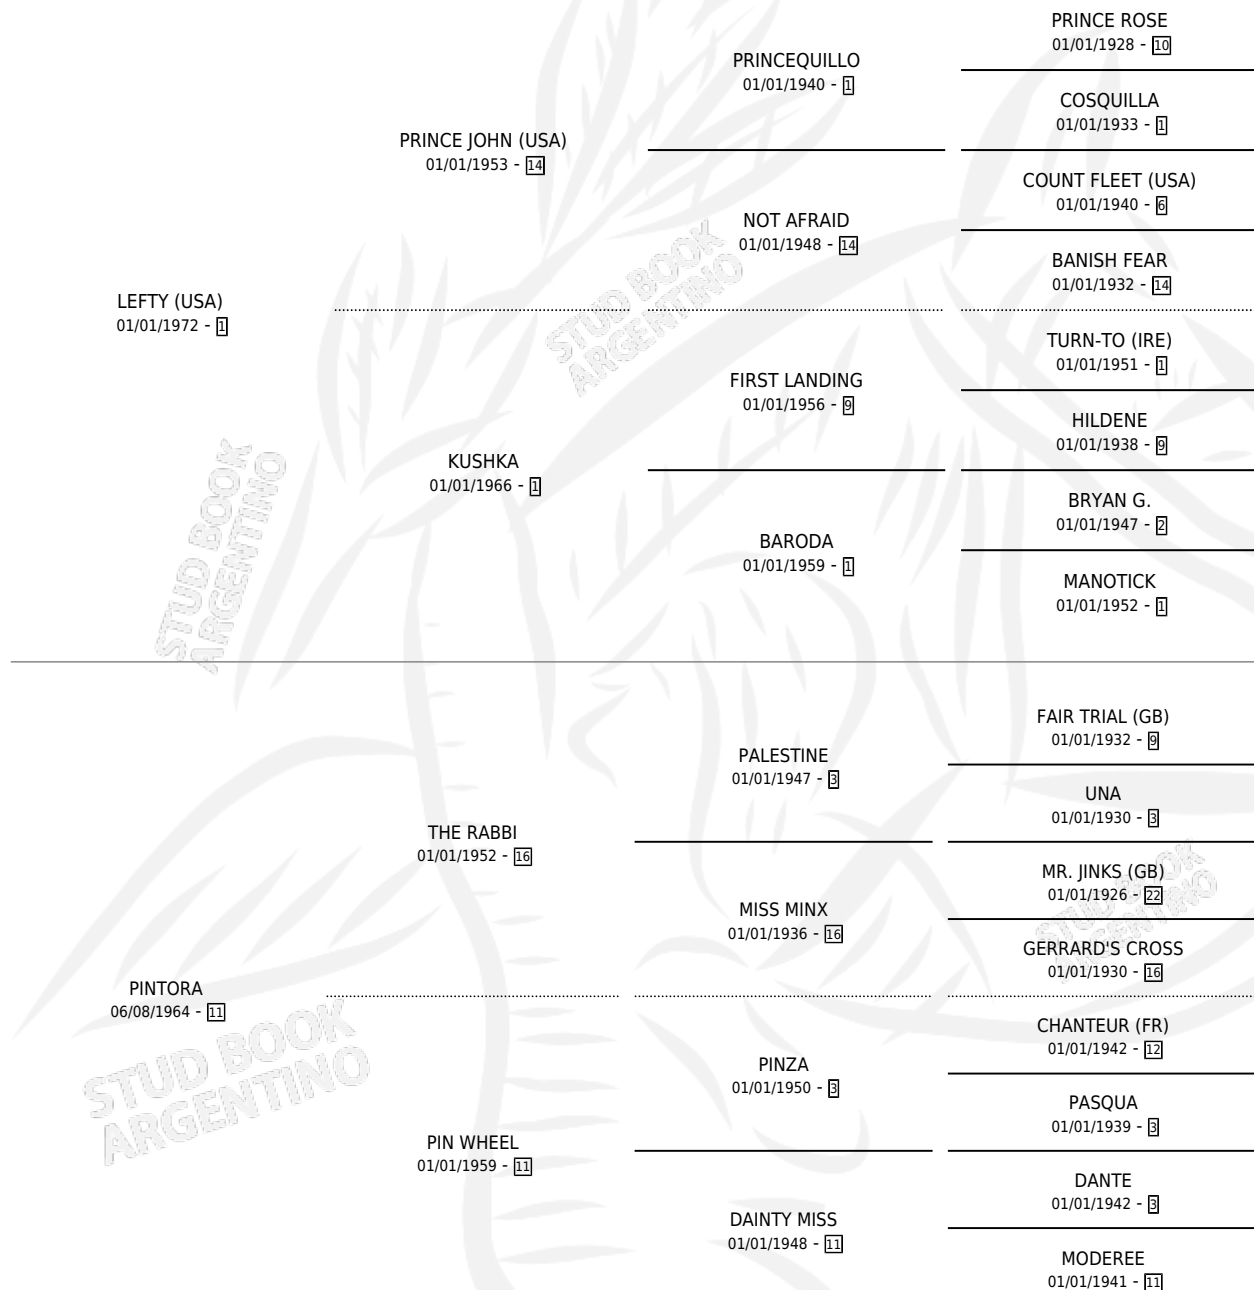 PRINCE ROSE
01/01/1928 - 10
PRINCEQUILLO
01/01/1940 - 1
COSQUILLA
01/01/1933 - 1
PRINCE JOHN (USA)
01/01/1953 - 14
COUNT FLEET (USA)
01/01/1940 - 6
NOT AFRAID
01/01/1948 - 14
BANISH FEAR
01/01/1932 - 14
LEFTY (USA)
01/01/1972 - 1
TURN-TO (IRE)
01/01/1951 - 1
FIRST LANDING
01/01/1956 - 9
HILDENE
01/01/1938 - 9
KUSHKA
01/01/1966 - 1
BRYAN G.
01/01/1947 - 2
BARODA
01/01/1959 - 1
MANOTICK
01/01/1952 - 1
STUD BOOK
ARGENTINO
STUD BOOK
ARGENTINO
FAIR TRIAL (GB)
01/01/1932 - 9
PALESTINE
01/01/1947 - 3
UNA
01/01/1930 - 3
THE RABBI
01/01/1952 - 16
MR. JINKS (GB)
01/01/1926 - 22
MISS MINX
01/01/1936 - 16
GERRARD'S CROSS
01/01/1930 - 16
PINTORA
06/08/1964 - 11
CHANTEUR (FR)
01/01/1942 - 12
PINZA
01/01/1950 - 3
PASQUA
01/01/1939 - 3
PIN WHEEL
01/01/1959 - 11
DANTE
01/01/1942 - 3
DAINTY MISS
01/01/1948 - 11
MODEREE
01/01/1941 - 11
STUD BOOK
ARGENTINO
STUD BOOK
ARGENTINO